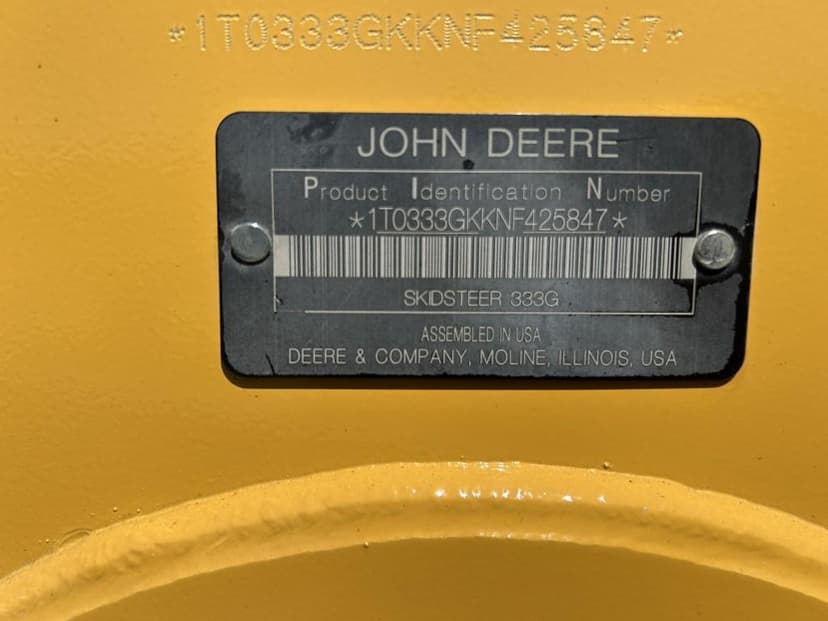 *1T0333GKKNF425847*
JOHN DEERE
Product Identification Number
*1T0333GKKNF425847*
SKIDSTEER 333G
ASSEMBLED IN USA
DEERE & COMPANY, MOLINE, ILLINOIS, USA